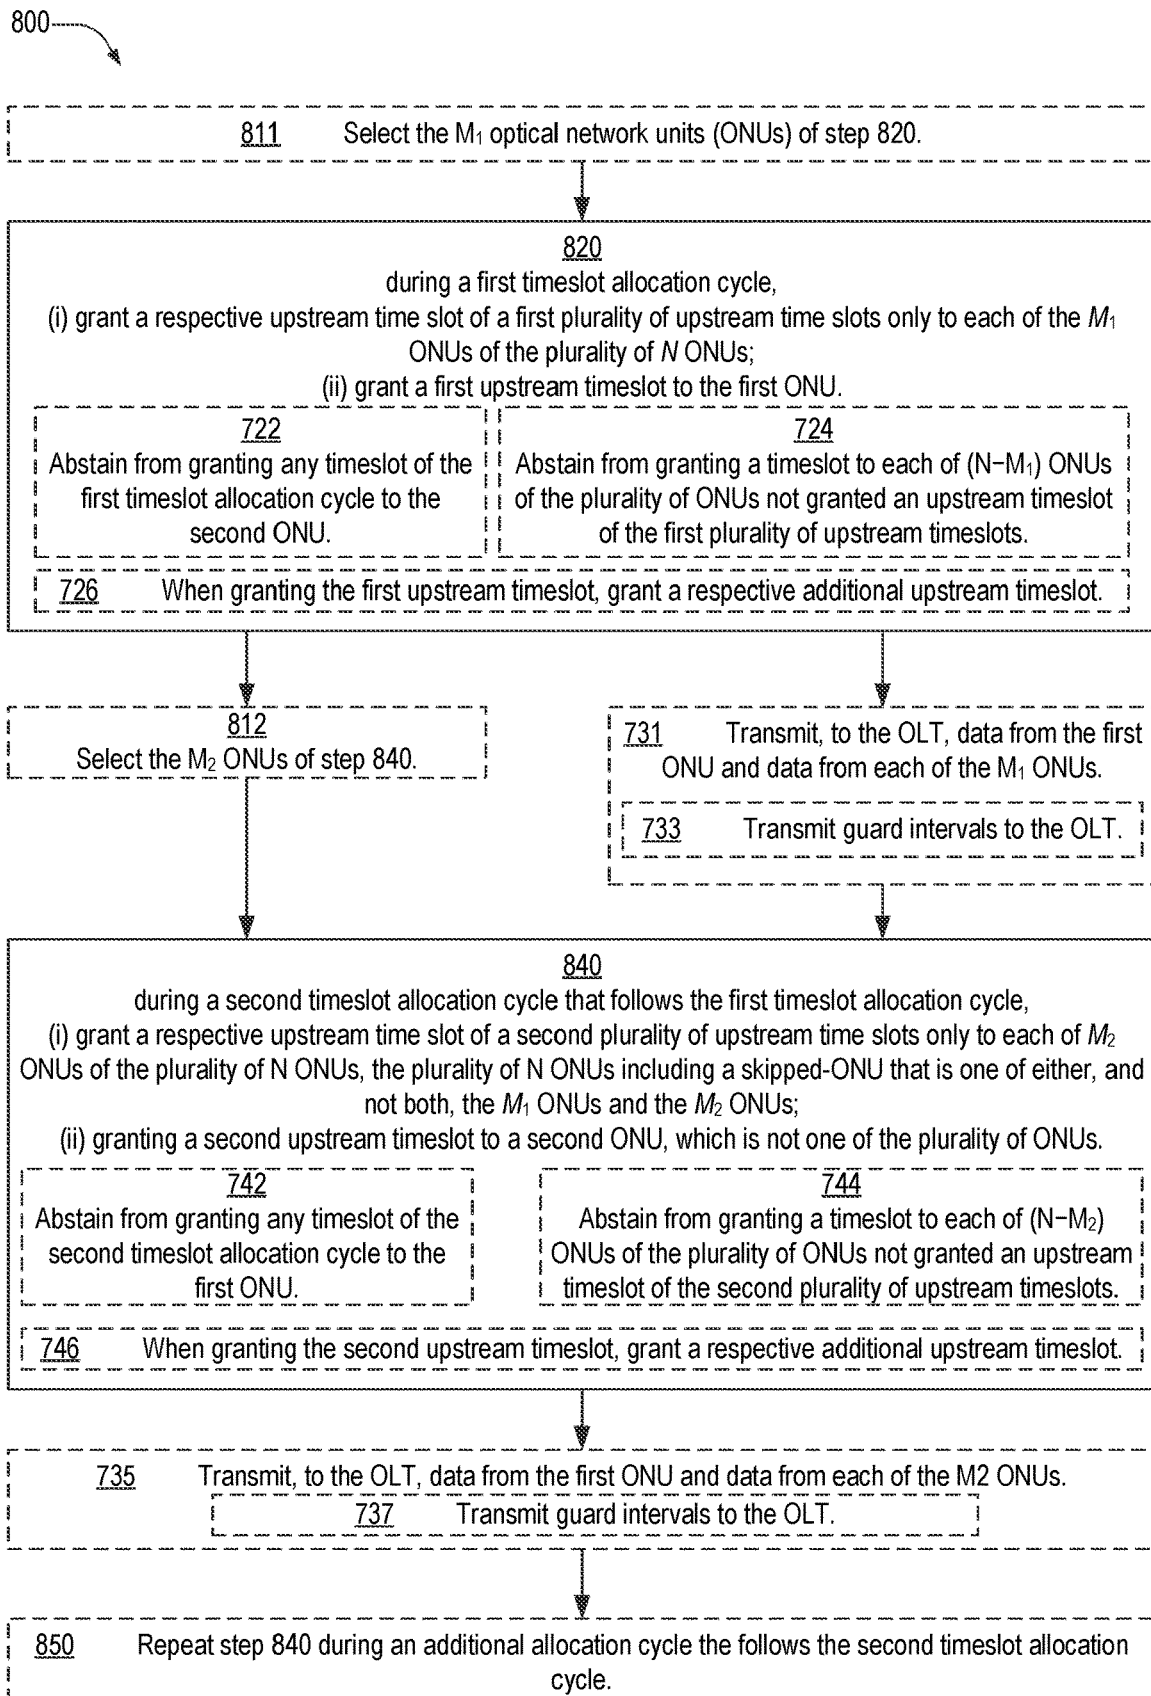 800
811 Select the M₁ optical network units (ONUs) of step 820.
820
during a first timeslot allocation cycle,
(i) grant a respective upstream time slot of a first plurality of upstream time slots only to each of the M₁
ONUs of the plurality of N ONUs;
(ii) grant a first upstream timeslot to the first ONU.
722
Abstain from granting any timeslot of the
first timeslot allocation cycle to the
second ONU.
724
Abstain from granting a timeslot to each of (N−M₁) ONUs
of the plurality of ONUs not granted an upstream timeslot
of the first plurality of upstream timeslots.
726 When granting the first upstream timeslot, grant a respective additional upstream timeslot.
812
Select the M₂ ONUs of step 840.
731 Transmit, to the OLT, data from the first
ONU and data from each of the M₁ ONUs.
733 Transmit guard intervals to the OLT.
840
during a second timeslot allocation cycle that follows the first timeslot allocation cycle,
(i) grant a respective upstream time slot of a second plurality of upstream time slots only to each of M₂
ONUs of the plurality of N ONUs, the plurality of N ONUs including a skipped-ONU that is one of either, and
not both, the M₁ ONUs and the M₂ ONUs;
(ii) granting a second upstream timeslot to a second ONU, which is not one of the plurality of ONUs.
742
Abstain from granting any timeslot of the
second timeslot allocation cycle to the
first ONU.
744
Abstain from granting a timeslot to each of (N−M₂)
ONUs of the plurality of ONUs not granted an upstream
timeslot of the second plurality of upstream timeslots.
746 When granting the second upstream timeslot, grant a respective additional upstream timeslot.
735 Transmit, to the OLT, data from the first ONU and data from each of the M2 ONUs.
737 Transmit guard intervals to the OLT.
850 Repeat step 840 during an additional allocation cycle the follows the second timeslot allocation
cycle.